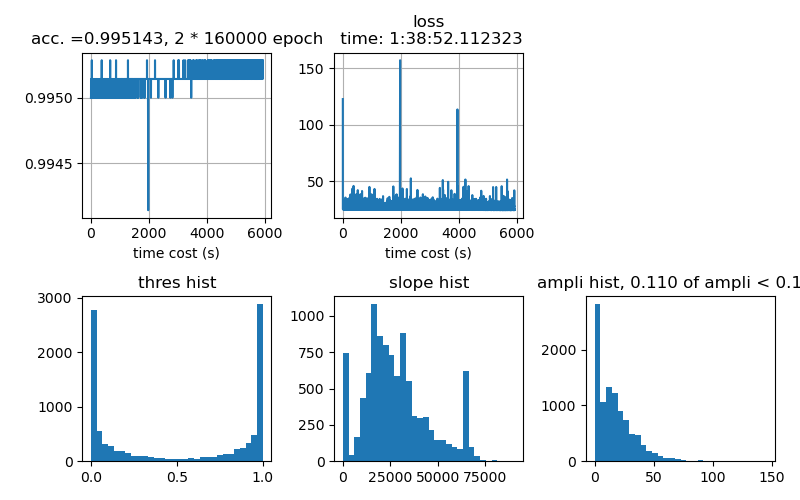 loss
acc. =0.995143, 2 * 160000 epoch time: 1:38:52.112323
0.9950
0.9945
0 2000 4000 6000
time cost (s)
150
100
50
0 2000 4000 6000
time cost (s)
thres hist
3000
2000
1000
0
0.0 0.5 1.0
slope hist
1000
750
500
250
0
0 25000 50000 75000
ampli hist, 0.110 of ampli < 0.1
2000
1000
0
0 50 100 150